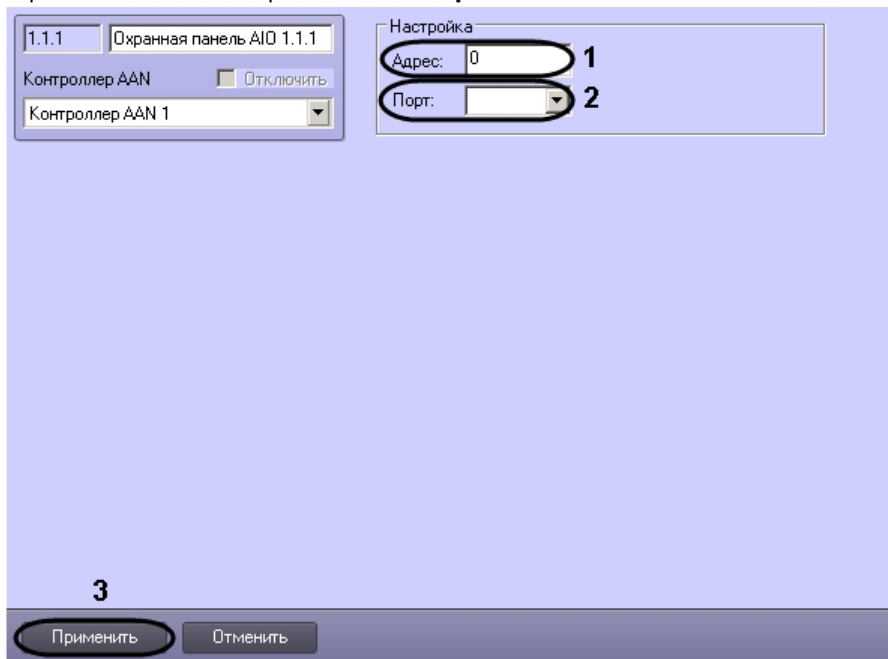 1.1.1 Охранная панель AIO 1.1.1
Контроллер AAN Отключить
Контроллер AAN 1
Настройка
Адрес: 0 1
Порт: 2
3
Применить Отменить